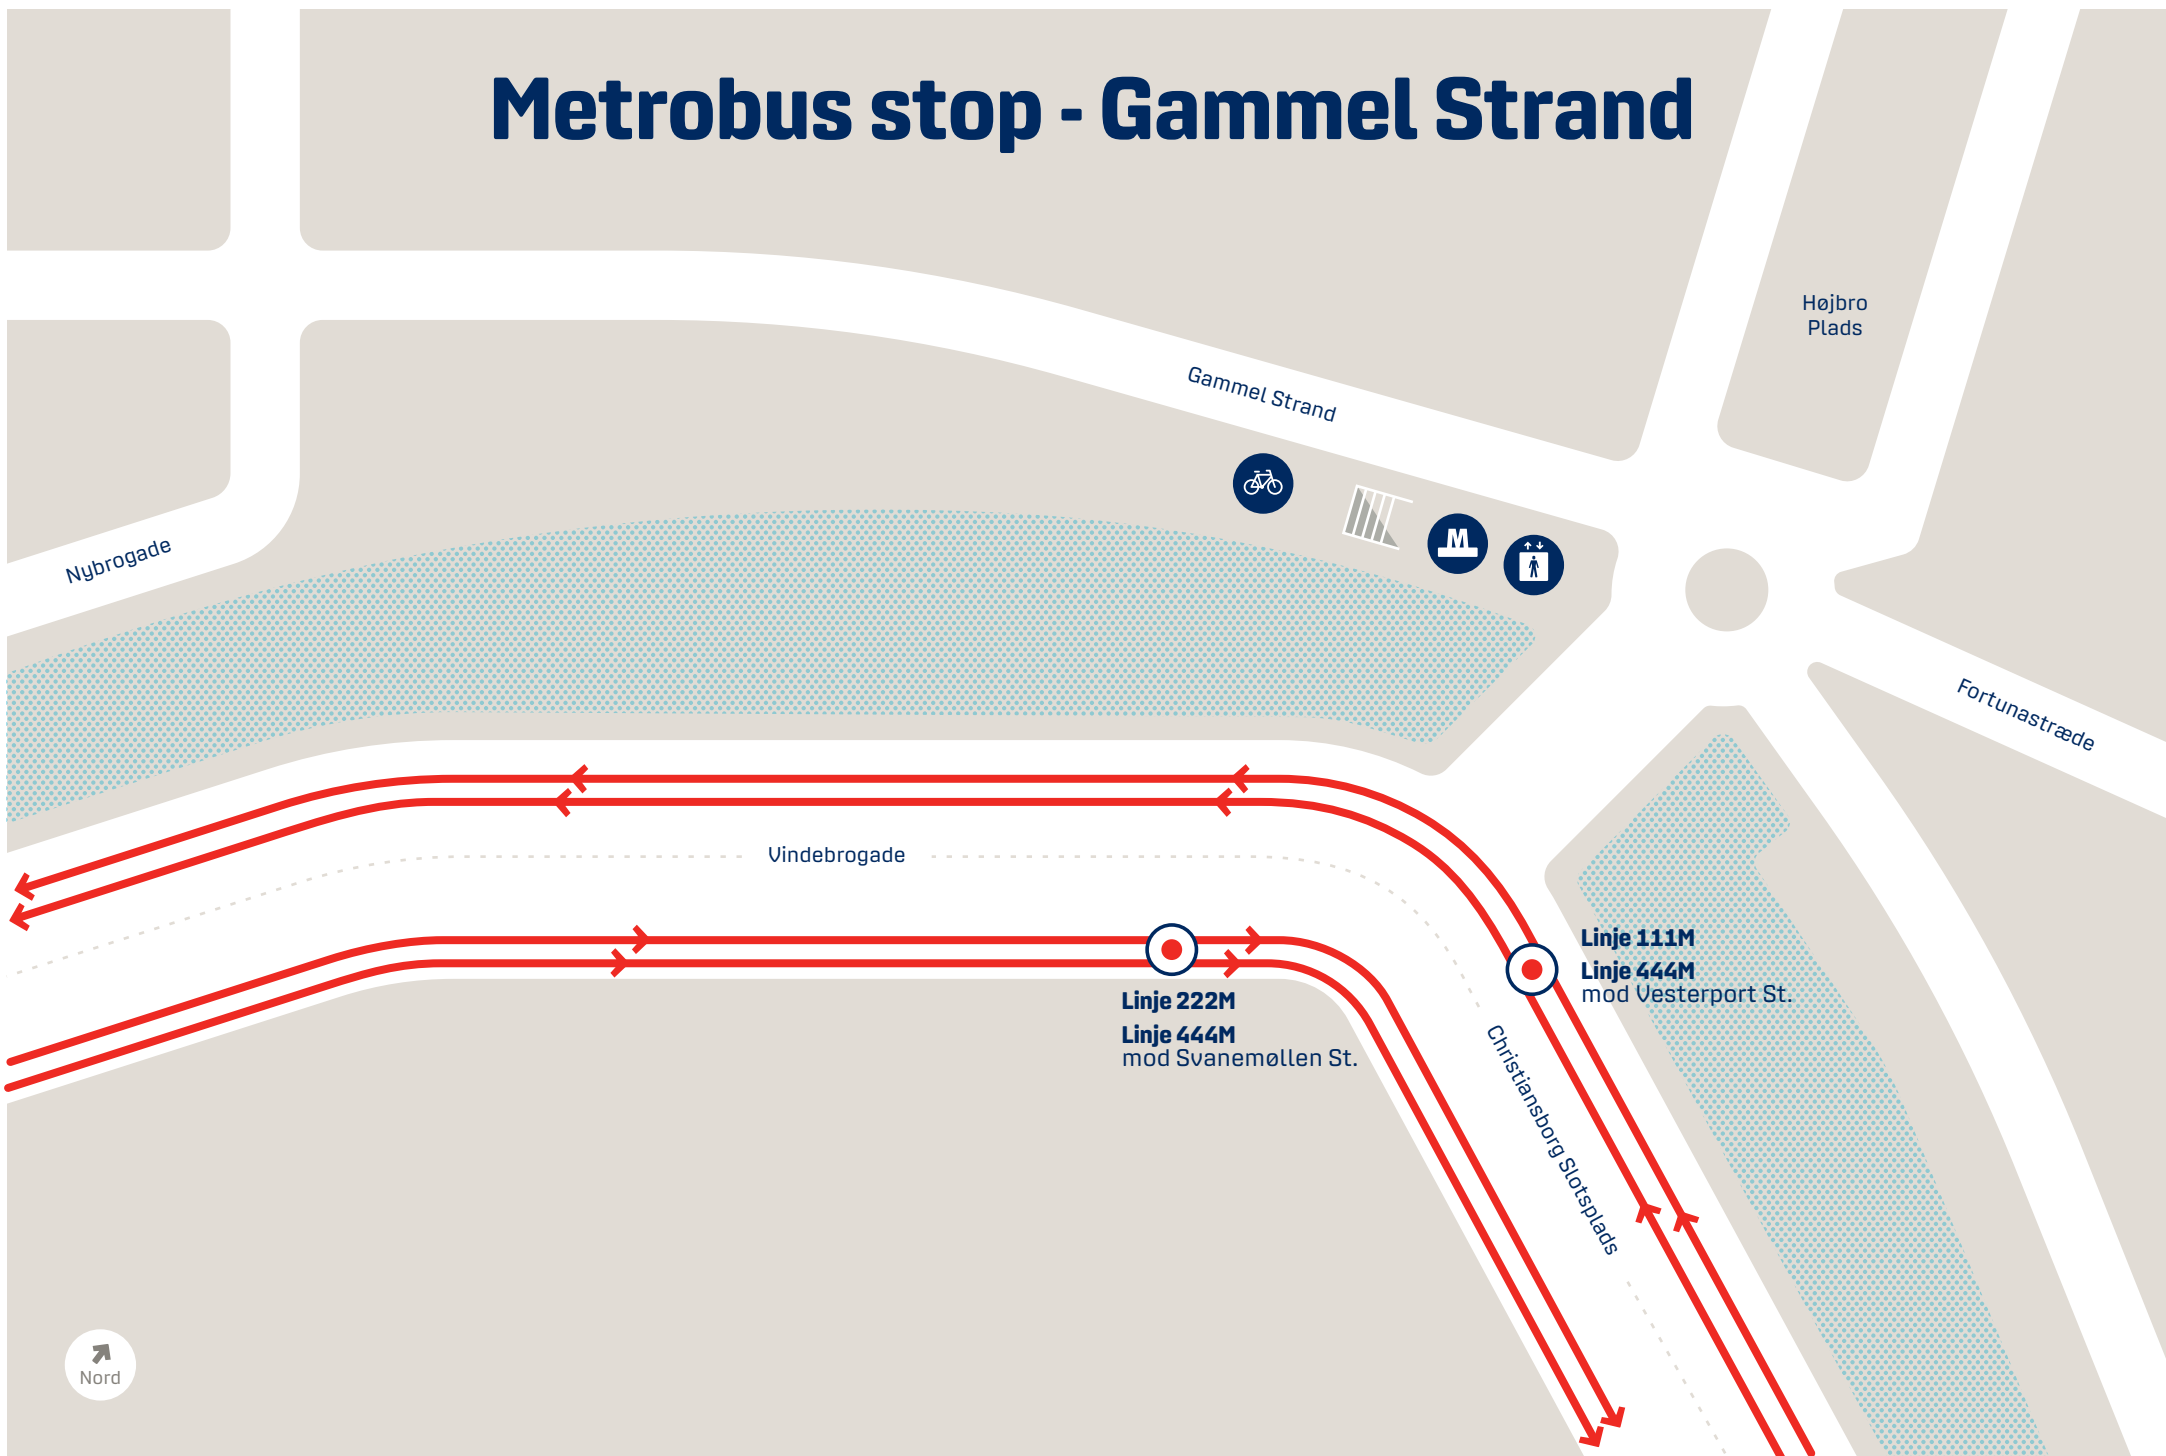 Metrobus stop - Gammel Strand
Højbro
Plads
Gammel Strand
M
Nybrogade
Fortunastræde
Vindebrogade
Linje 111M
Linje 444M
mod Vesterport St.
Linje 222M
Linje 444M
mod Svanemøllen St.
Christiansborg Slotsplads
Nord